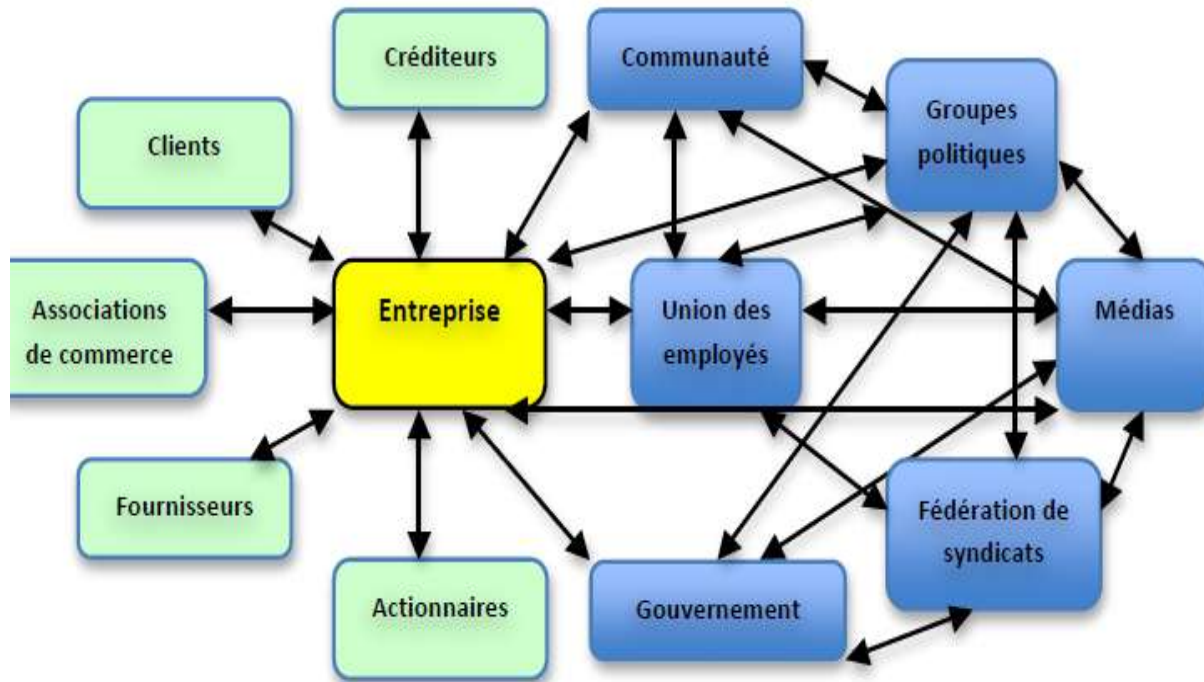 Créditeurs
Communauté
Groupes
politiques
Clients
Associations
de commerce
Entreprise
Union des
employés
Médias
Fournisseurs
Fédération de
syndicats
Actionnaires
Gouvernement